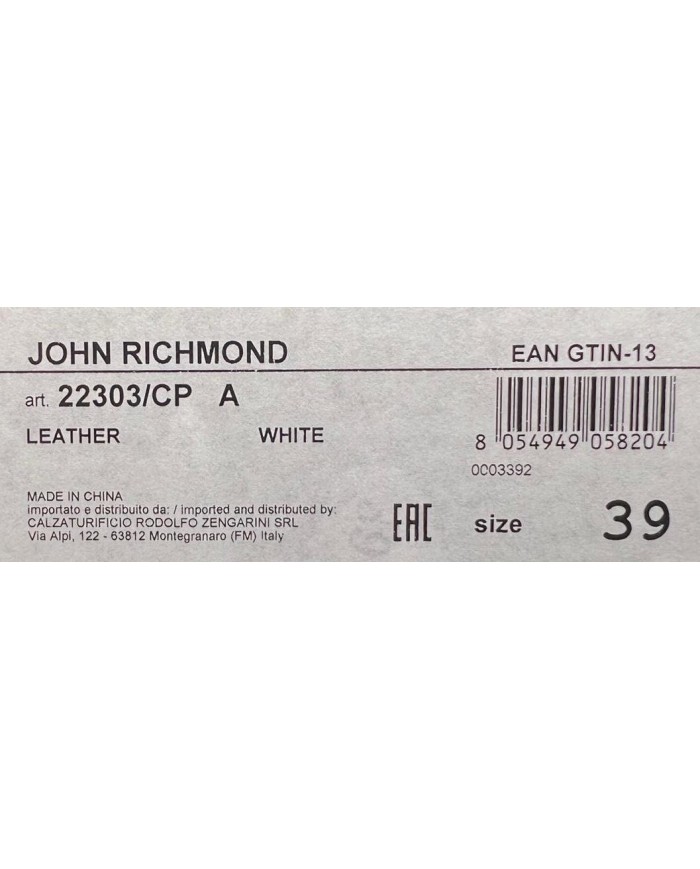 JOHN RICHMOND
EAN GTIN-13
art. 22303/CP A
LEATHER WHITE
8 054949 058204
0003392
MADE IN CHINA
importato e distribuito da: / imported and distributed by:
CALZATURIFICIO RODOLFO ZENGARINI SRL
Via Alpi, 122 - 63812 Montegranaro (FM) Italy
EAC
size 39